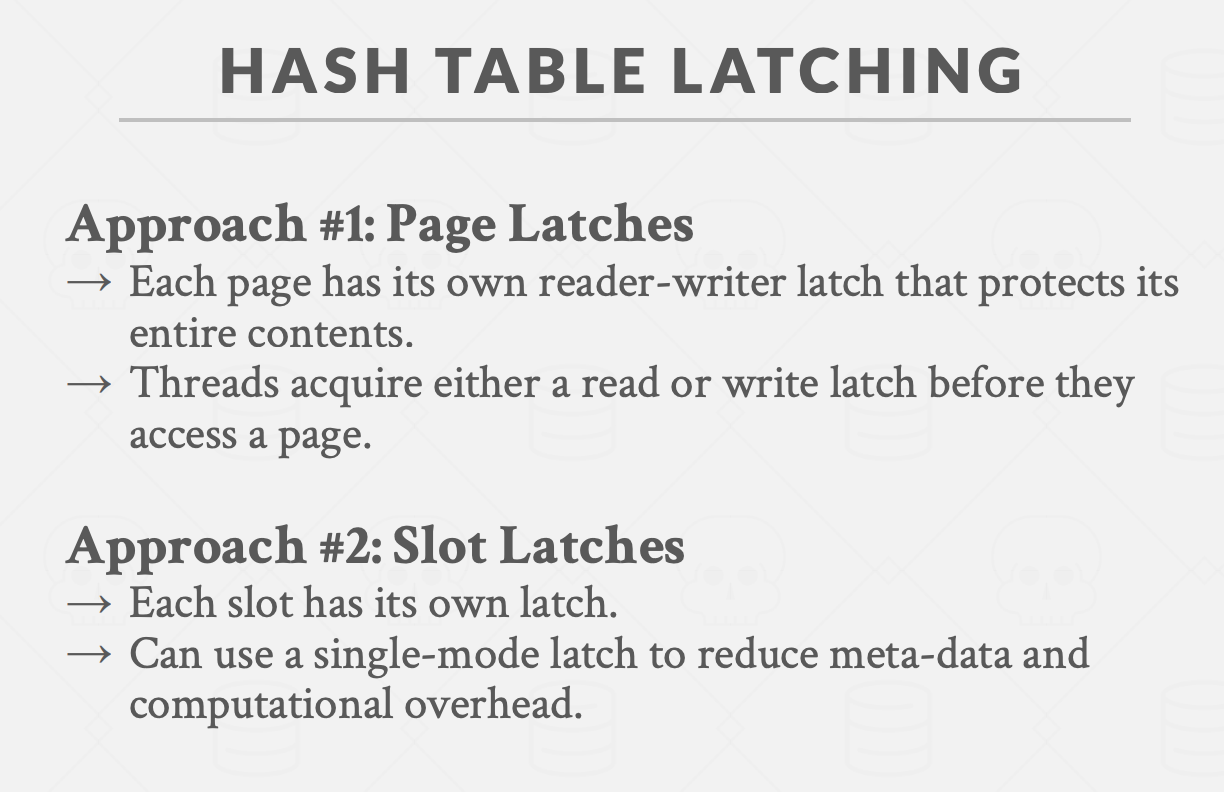 HASH TABLE LATCHING
Approach #1: Page Latches
→ Each page has its own reader-writer latch that protects its
entire contents.
→ Threads acquire either a read or write latch before they
access a page.
Approach #2: Slot Latches
→ Each slot has its own latch.
→ Can use a single-mode latch to reduce meta-data and
computational overhead.